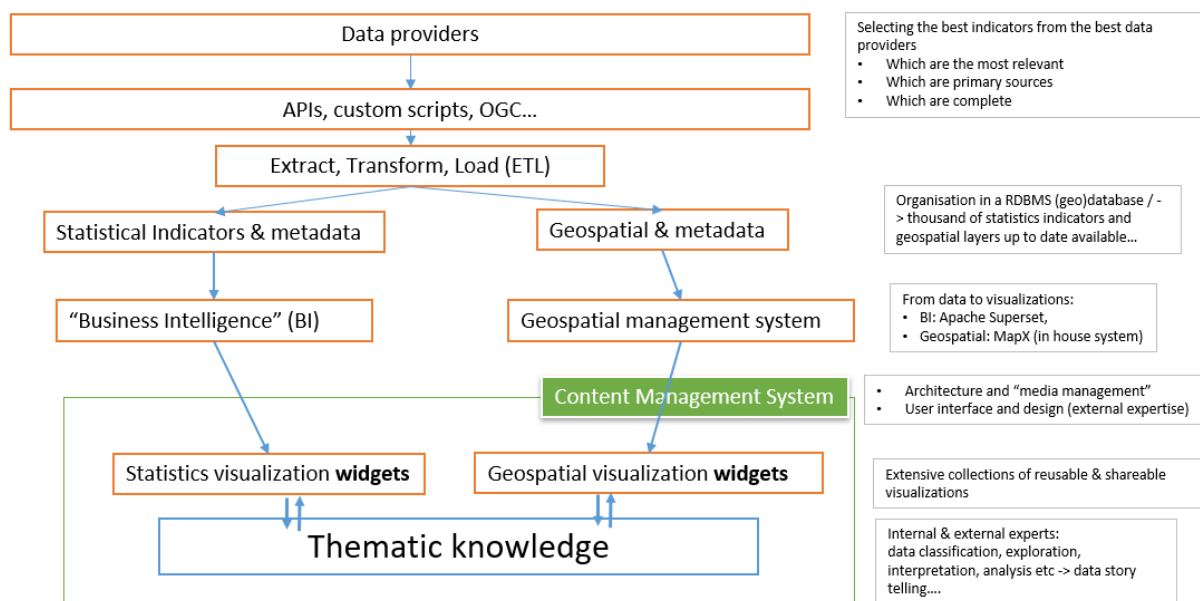 Data providers
Selecting the best indicators from the best data
providers
• Which are the most relevant
• Which are primary sources
• Which are complete
APIs, custom scripts, OGC...
Extract, Transform, Load (ETL)
Statistical Indicators & metadata
Geospatial & metadata
Organisation in a RDBMS (geo)database / -
> thousand of statistics indicators and
geospatial layers up to date available...
"Business Intelligence" (BI)
Geospatial management system
From data to visualizations:
• BI: Apache Superset,
• Geospatial: MapX (in house system)
Content Management System
• Architecture and "media management"
• User interface and design (external expertise)
Statistics visualization widgets
Geospatial visualization widgets
Extensive collections of reusable & shareable
visualizations
Thematic knowledge
Internal & external experts:
data classification, exploration,
interpretation, analysis etc -> data story
telling....